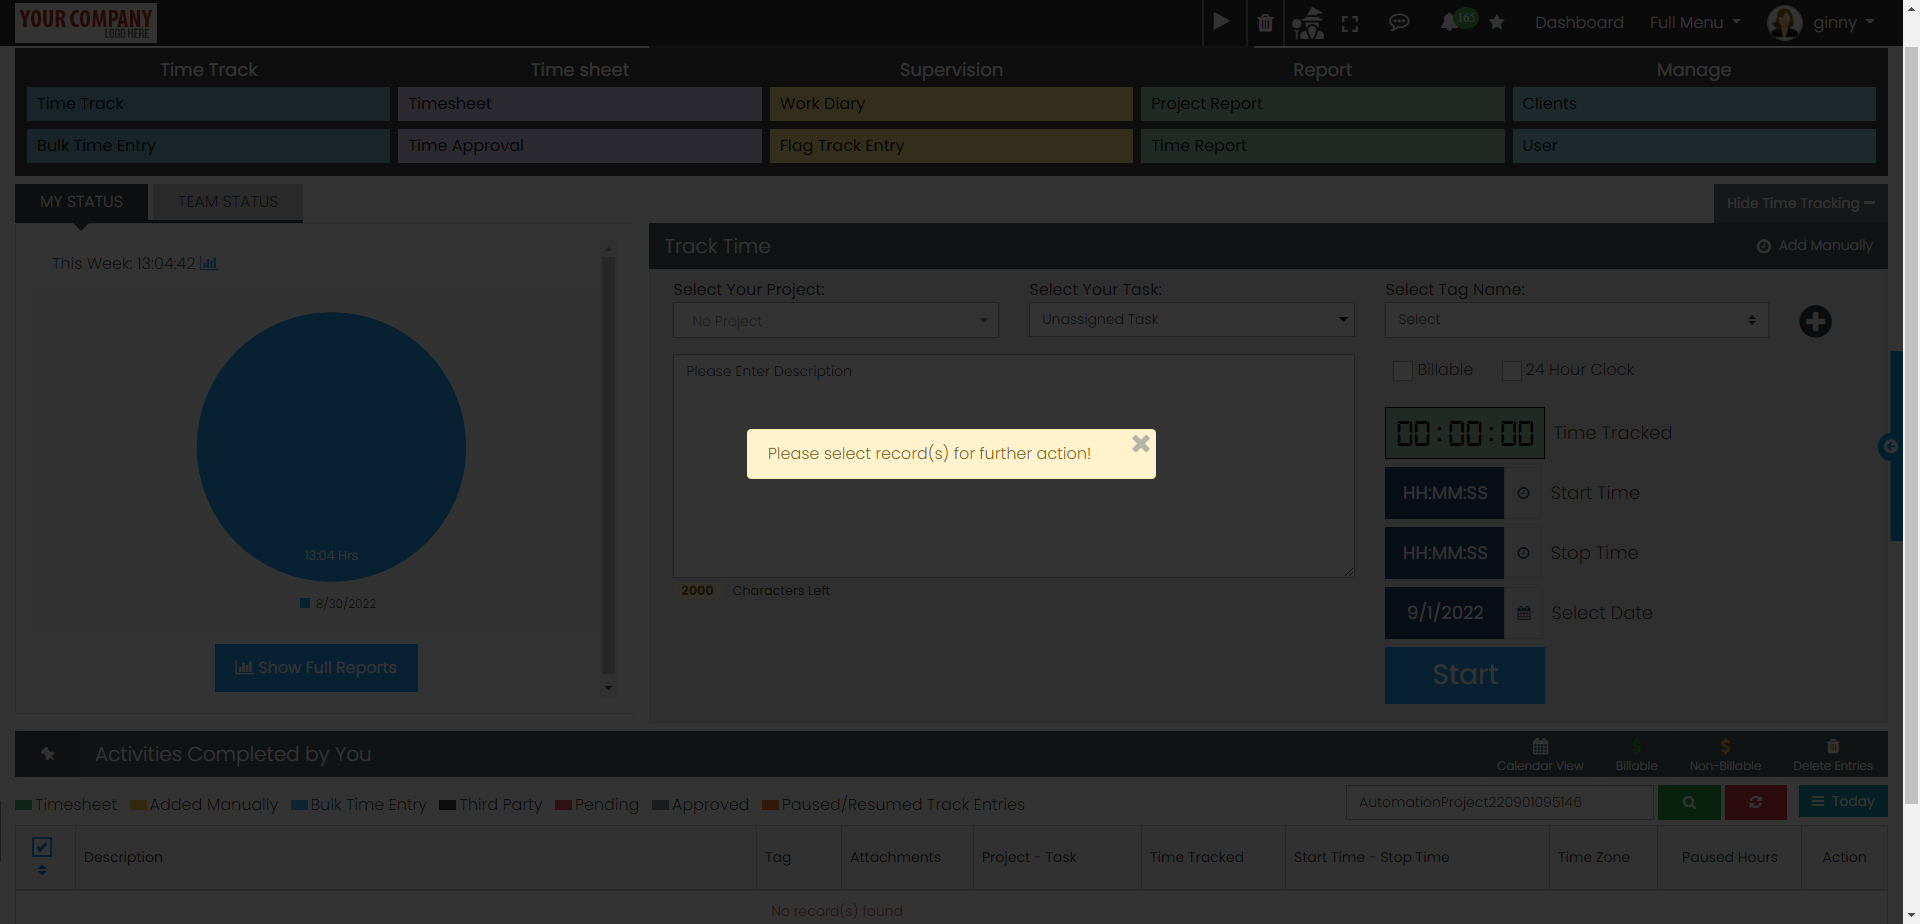 YOUR COMPANY
LOGO HERE
165
Dashboard
Full Menu
ginny
Time Track
Time sheet
Supervision
Report
Manage
Time Track
Timesheet
Work Diary
Project Report
Clients
Bulk Time Entry
Time Approval
Flag Track Entry
Time Report
User
MY STATUS
TEAM STATUS
Hide Time Tracking
This Week: 13:04:42
13:04 Hrs
8/30/2022
Show Full Reports
Track Time
Add Manually
Select Your Project:
Select Your Task:
Select Tag Name:
No Project
Unassigned Task
Select
Please Enter Description
Billable
24 Hour Clock
Please select record(s) for further action!
00:00:00
Time Tracked
HH:MM:SS
Start Time
HH:MM:SS
Stop Time
2000 Characters Left
9/1/2022
Select Date
Start
Activities Completed by You
Calendar View
Billable
Non-Billable
Delete Entries
Timesheet
Added Manually
Bulk Time Entry
Third Party
Pending
Approved
Paused/Resumed Track Entries
AutomationProject220901095146
Today
Description
Tag
Attachments
Project - Task
Time Tracked
Start Time - Stop Time
Time Zone
Paused Hours
Action
No record(s) found